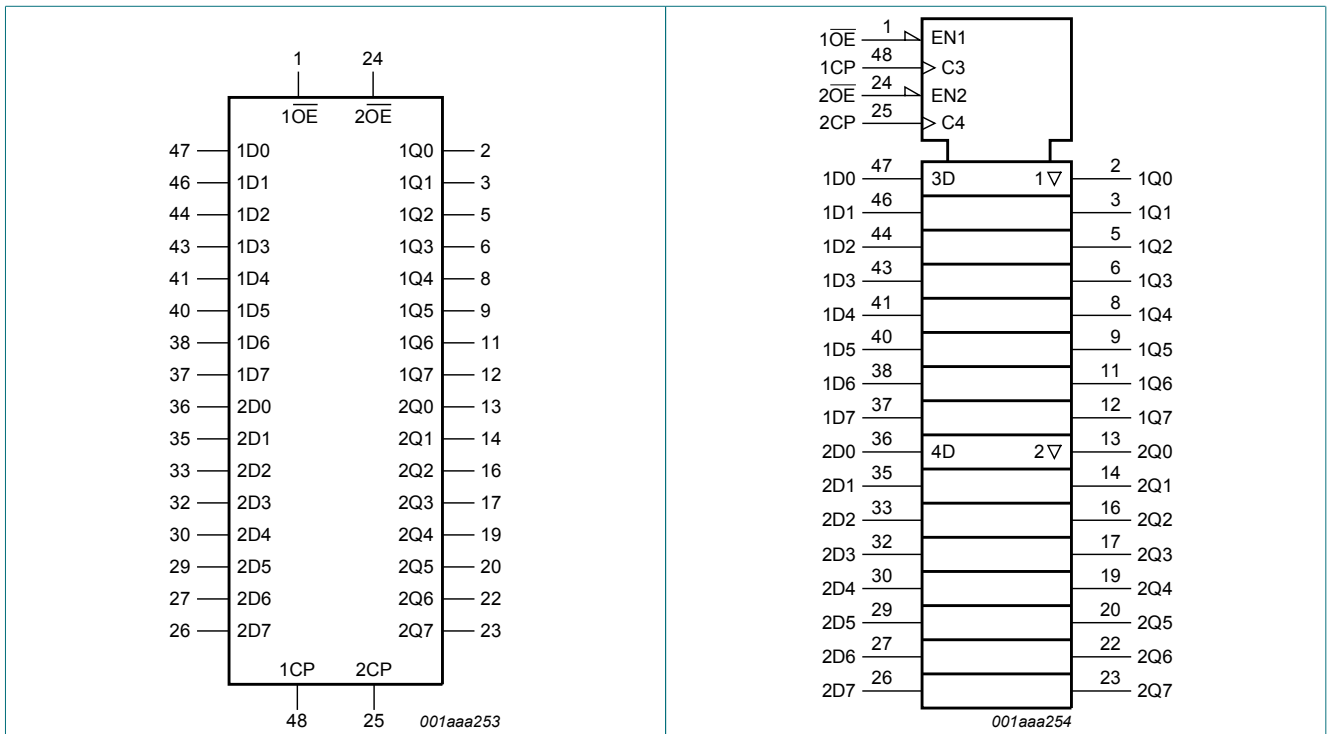 1 24
1OE 2OE
47 1D0 1Q0 2
46 1D1 1Q1 3
44 1D2 1Q2 5
43 1D3 1Q3 6
41 1D4 1Q4 8
40 1D5 1Q5 9
38 1D6 1Q6 11
37 1D7 1Q7 12
36 2D0 2Q0 13
35 2D1 2Q1 14
33 2D2 2Q2 16
32 2D3 2Q3 17
30 2D4 2Q4 19
29 2D5 2Q5 20
27 2D6 2Q6 22
26 2D7 2Q7 23
1CP 2CP
48 25 001aaa253
1OE 1 EN1
1CP 48 C3
2OE 24 EN2
2CP 25 C4
1D0 47 3D 1 ▽ 2 1Q0
1D1 46 3 1Q1
1D2 44 5 1Q2
1D3 43 6 1Q3
1D4 41 8 1Q4
1D5 40 9 1Q5
1D6 38 11 1Q6
1D7 37 12 1Q7
2D0 36 4D 2 ▽ 13 2Q0
2D1 35 14 2Q1
2D2 33 16 2Q2
2D3 32 17 2Q3
2D4 30 19 2Q4
2D5 29 20 2Q5
2D6 27 22 2Q6
2D7 26 23 2Q7
001aaa254